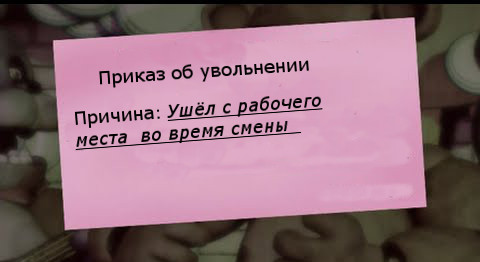 Приказ об увольнении
Причина: Ушёл с рабочего
места во время смены